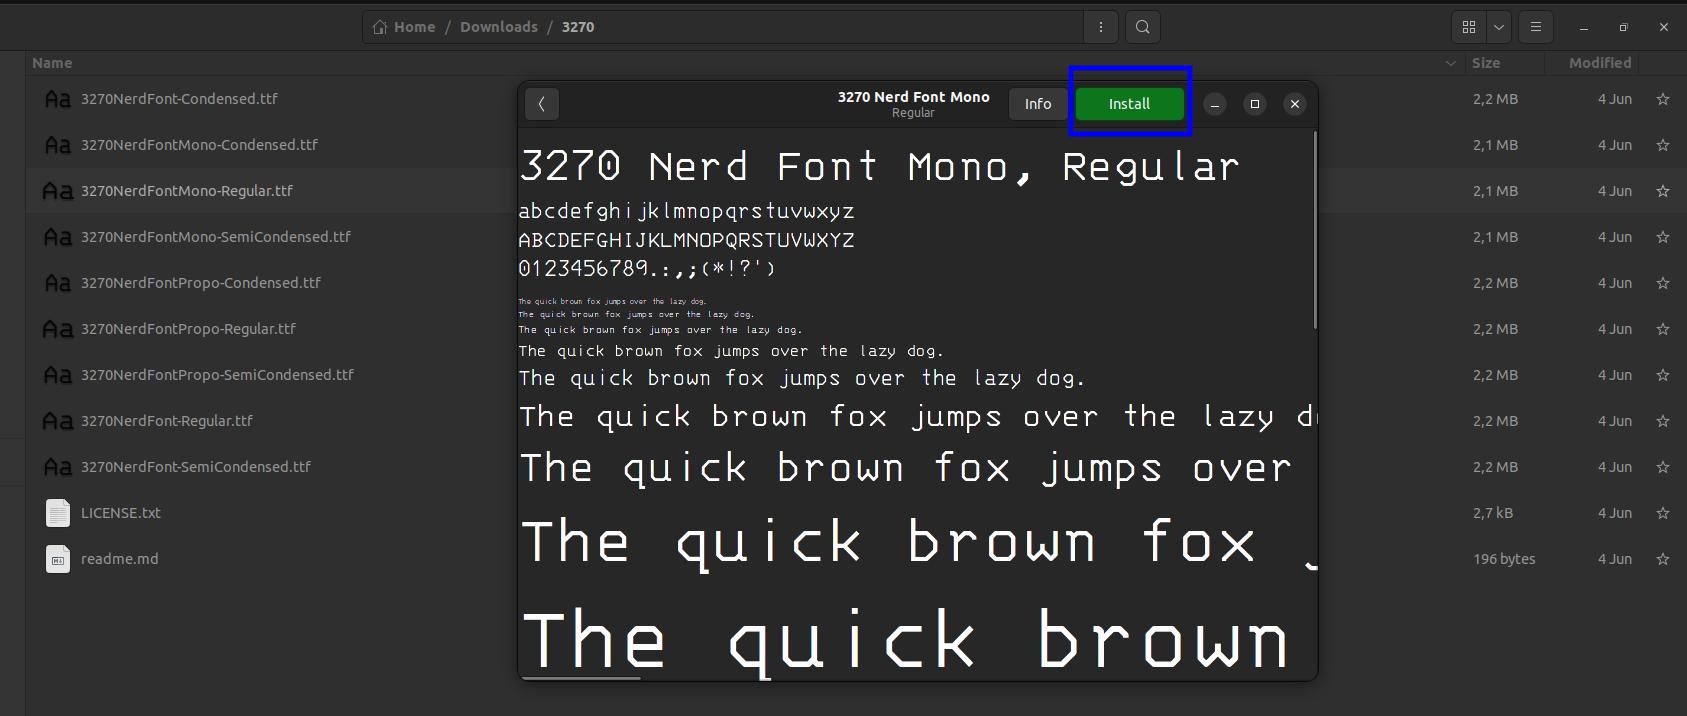 Home / Downloads / 3270
Name Size Modified
Aa 3270NerdFont-Condensed.ttf 2,2 MB 4 Jun
Aa 3270NerdFontMono-Condensed.ttf 2,1 MB 4 Jun
Aa 3270NerdFontMono-Regular.ttf 2,1 MB 4 Jun
Aa 3270NerdFontMono-SemiCondensed.ttf 2,1 MB 4 Jun
Aa 3270NerdFontPropo-Condensed.ttf 2,2 MB 4 Jun
Aa 3270NerdFontPropo-Regular.ttf 2,2 MB 4 Jun
Aa 3270NerdFontPropo-SemiCondensed.ttf 2,2 MB 4 Jun
Aa 3270NerdFont-Regular.ttf 2,2 MB 4 Jun
Aa 3270NerdFont-SemiCondensed.ttf 2,2 MB 4 Jun
LICENSE.txt 2,7 kB 4 Jun
readme.md 196 bytes 4 Jun
3270 Nerd Font Mono
Regular
Info
Install
3270 Nerd Font Mono, Regular
abcdefghijklmnopqrstuvwxyz
ABCDEFGHIJKLMNOPQRSTUVWXYZ
0123456789.:,;(*!?')
The quick brown fox jumps over the lazy dog.
The quick brown fox jumps over the lazy dog.
The quick brown fox jumps over the lazy dog.
The quick brown fox jumps over the lazy dog.
The quick brown fox jumps over the lazy dog.
The quick brown fox jumps over the lazy
The quick brown fox jumps over
The quick brown fox
The quick brown